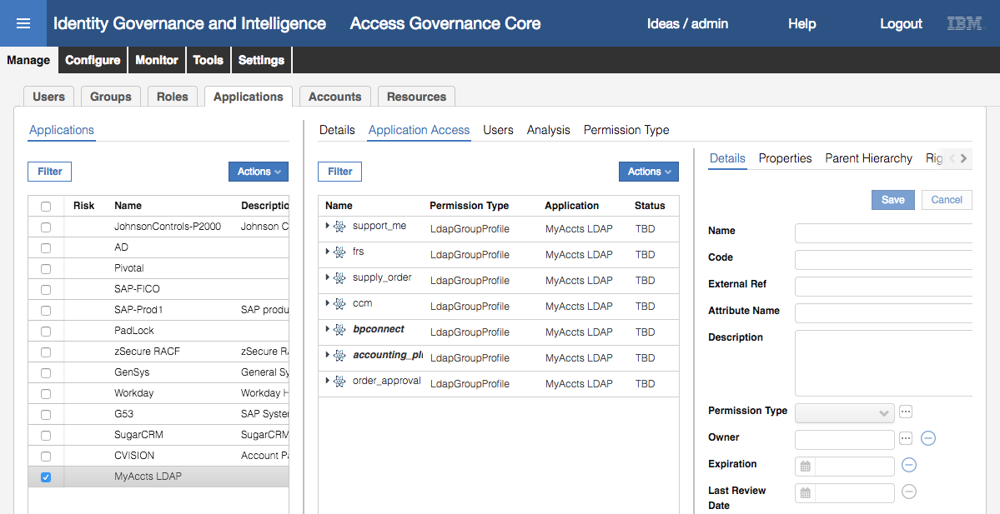 Identity Governance and Intelligence Access Governance Core Ideas / admin Help Logout IBM
Manage Configure Monitor Tools Settings
Users Groups Roles Applications Accounts Resources
Applications
Filter Actions
Risk Name Descriptio
JohnsonControls-P2000 Johnson C
AD
Pivotal
SAP-FICO
SAP-Prod1 SAP produ
PadLock
zSecure RACF zSecure RA
GenSys General Sy
Workday Workday H
G53 SAP System
SugarCRM SugarCRM
CVISION Account Pa
MyAccts LDAP
Details Application Access Users Analysis Permission Type
Filter Actions
Name Permission Type Application Status
support_me LdapGroupProfile MyAccts LDAP TBD
frs LdapGroupProfile MyAccts LDAP TBD
supply_order LdapGroupProfile MyAccts LDAP TBD
ccm LdapGroupProfile MyAccts LDAP TBD
bpconnect LdapGroupProfile MyAccts LDAP TBD
accounting_pl LdapGroupProfile MyAccts LDAP TBD
order_approval LdapGroupProfile MyAccts LDAP TBD
Details Properties Parent Hierarchy Rig
Save Cancel
Name
Code
External Ref
Attribute Name
Description
Permission Type
Owner
Expiration
Last Review
Date